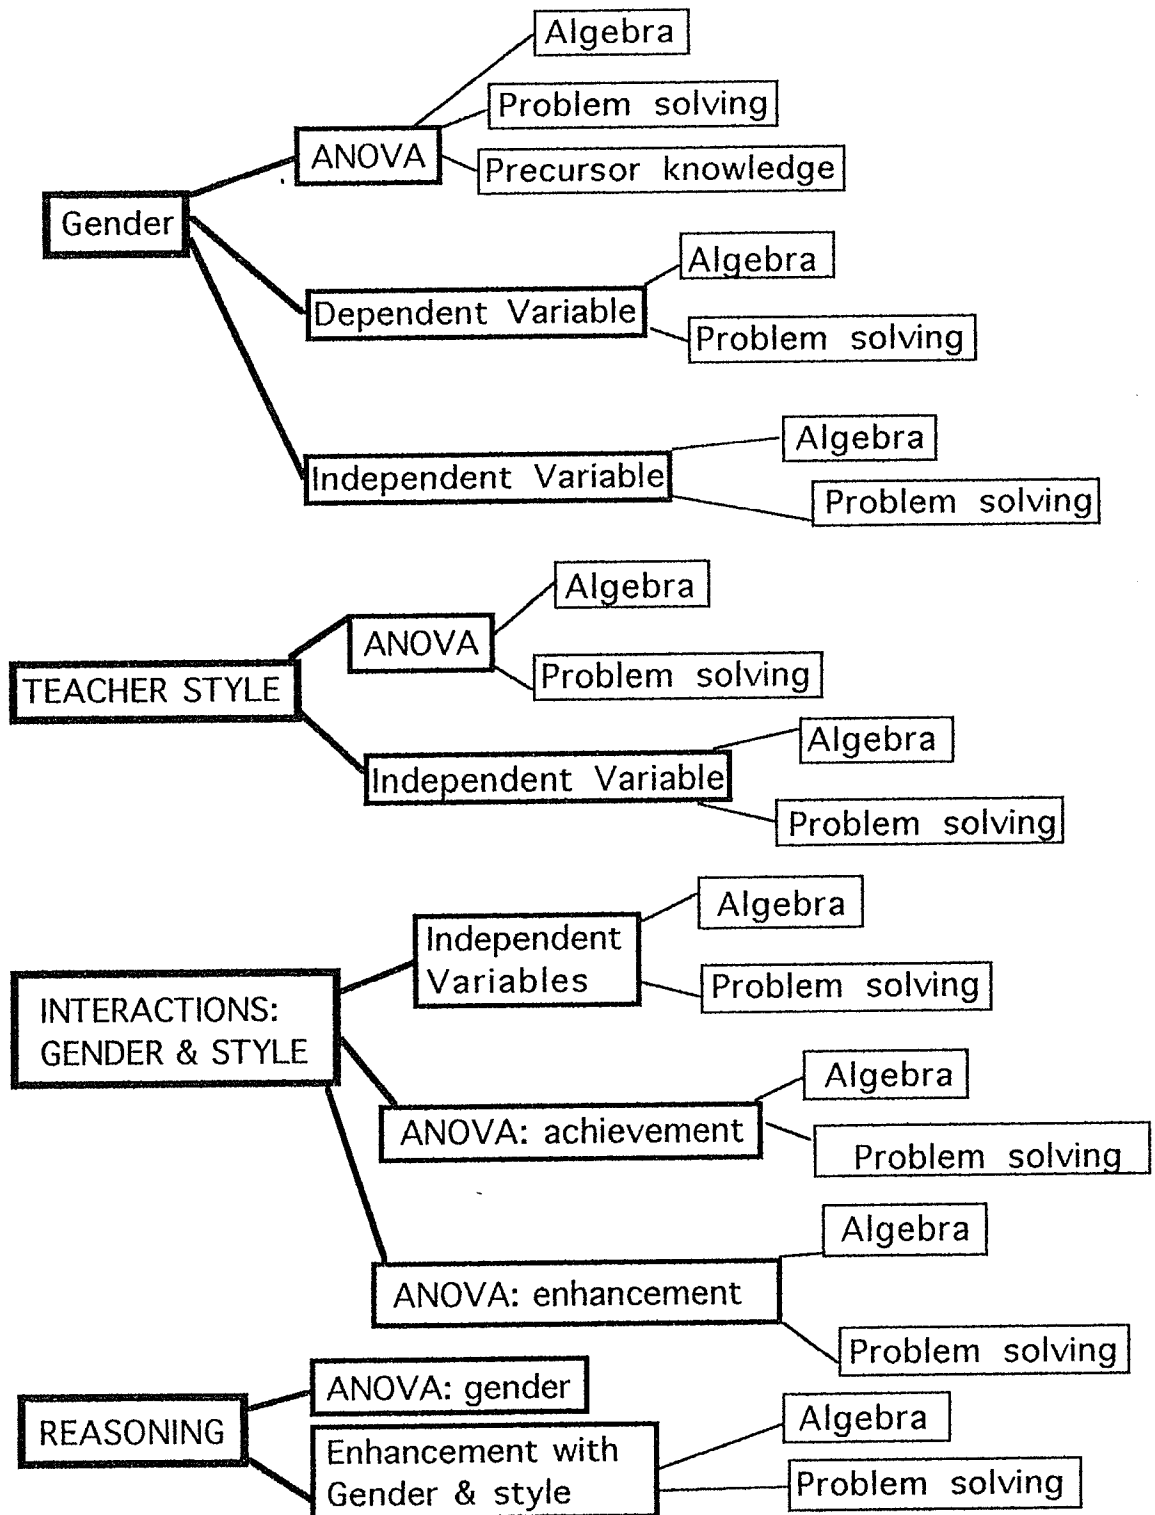 Algebra
Problem solving
ANOVA
Precursor knowledge
Gender
Algebra
Dependent Variable
Problem solving
Algebra
Independent Variable
Problem solving
Algebra
ANOVA
Problem solving
TEACHER STYLE
Algebra
Independent Variable
Problem solving
Algebra
Independent
Variables
Problem solving
INTERACTIONS:
GENDER & STYLE
Algebra
ANOVA: achievement
Problem solving
Algebra
ANOVA: enhancement
Problem solving
ANOVA: gender
REASONING
Algebra
Enhancement with
Gender & style
Problem solving